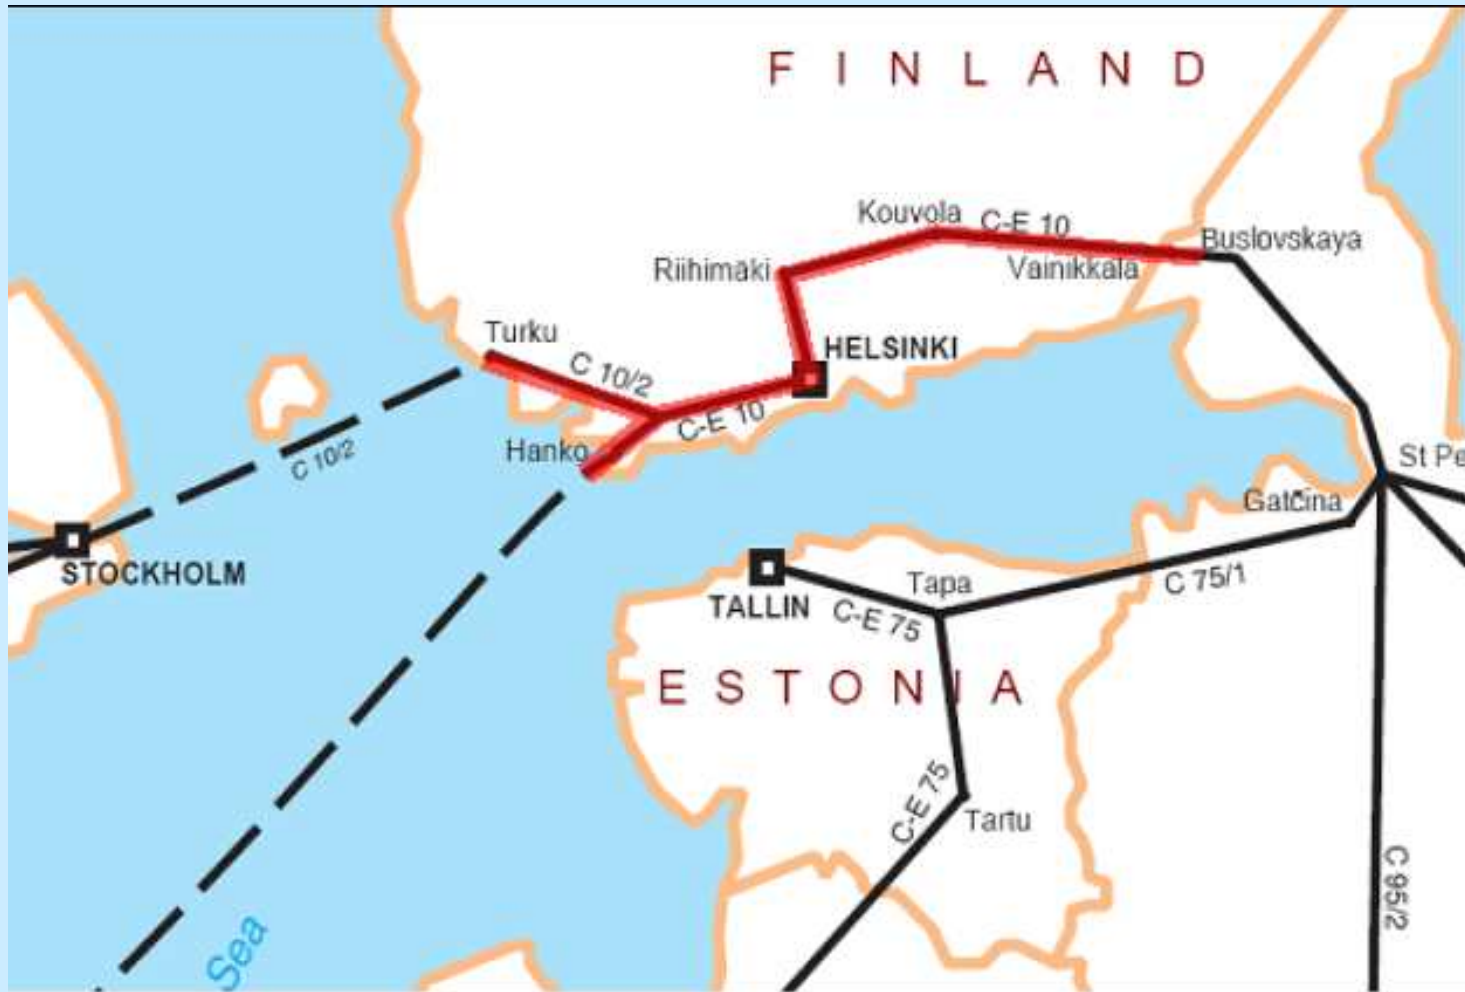 FINLAND
Kouvola
C-E 10
Buslovskaya
Riihimäki
Vainikkala
Turku
HELSINKI
C 10/2
C-E 10
Hanko
C 10/2
St Pe
Gatčina
STOCKHOLM
TALLIN
Tapa
C 75/1
C-E 75
ESTONIA
C-E 75
Tartu
C 95/2
Sea